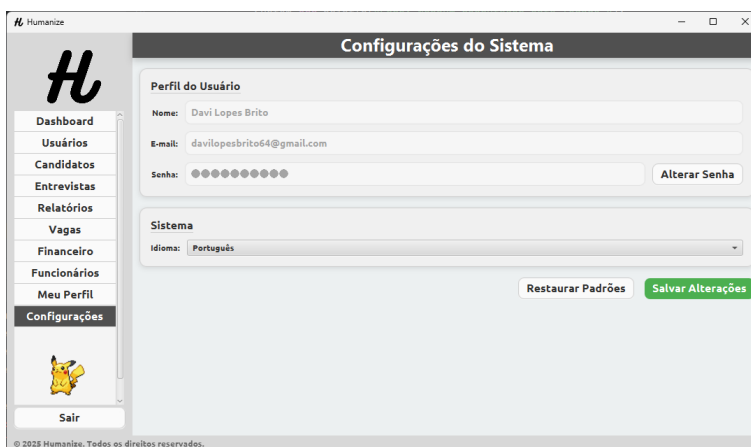 H Humanize
Configurações do Sistema
H
Dashboard
Usuários
Candidatos
Entrevistas
Relatórios
Vagas
Financeiro
Funcionários
Meu Perfil
Configurações
Sair
Perfil do Usuário
Nome: Davi Lopes Brito
E-mail: davilopesbrito64@gmail.com
Senha: ●●●●●●●●●● Alterar Senha
Sistema
Idioma: Português
Restaurar Padrões Salvar Alterações
© 2025 Humanize. Todos os direitos reservados.